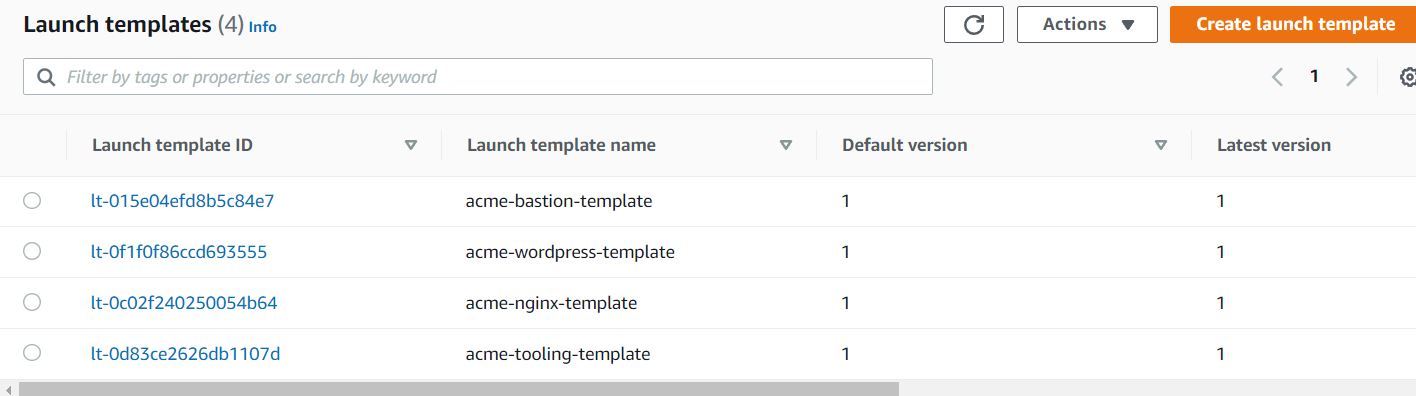 Launch templates (4) Info
Actions
Create launch template
Filter by tags or properties or search by keyword
1
Launch template ID Launch template name Default version Latest version
lt-015e04efd8b5c84e7 acme-bastion-template 1 1
lt-0f1f0f86ccd693555 acme-wordpress-template 1 1
lt-0c02f240250054b64 acme-nginx-template 1 1
lt-0d83ce2626db1107d acme-tooling-template 1 1